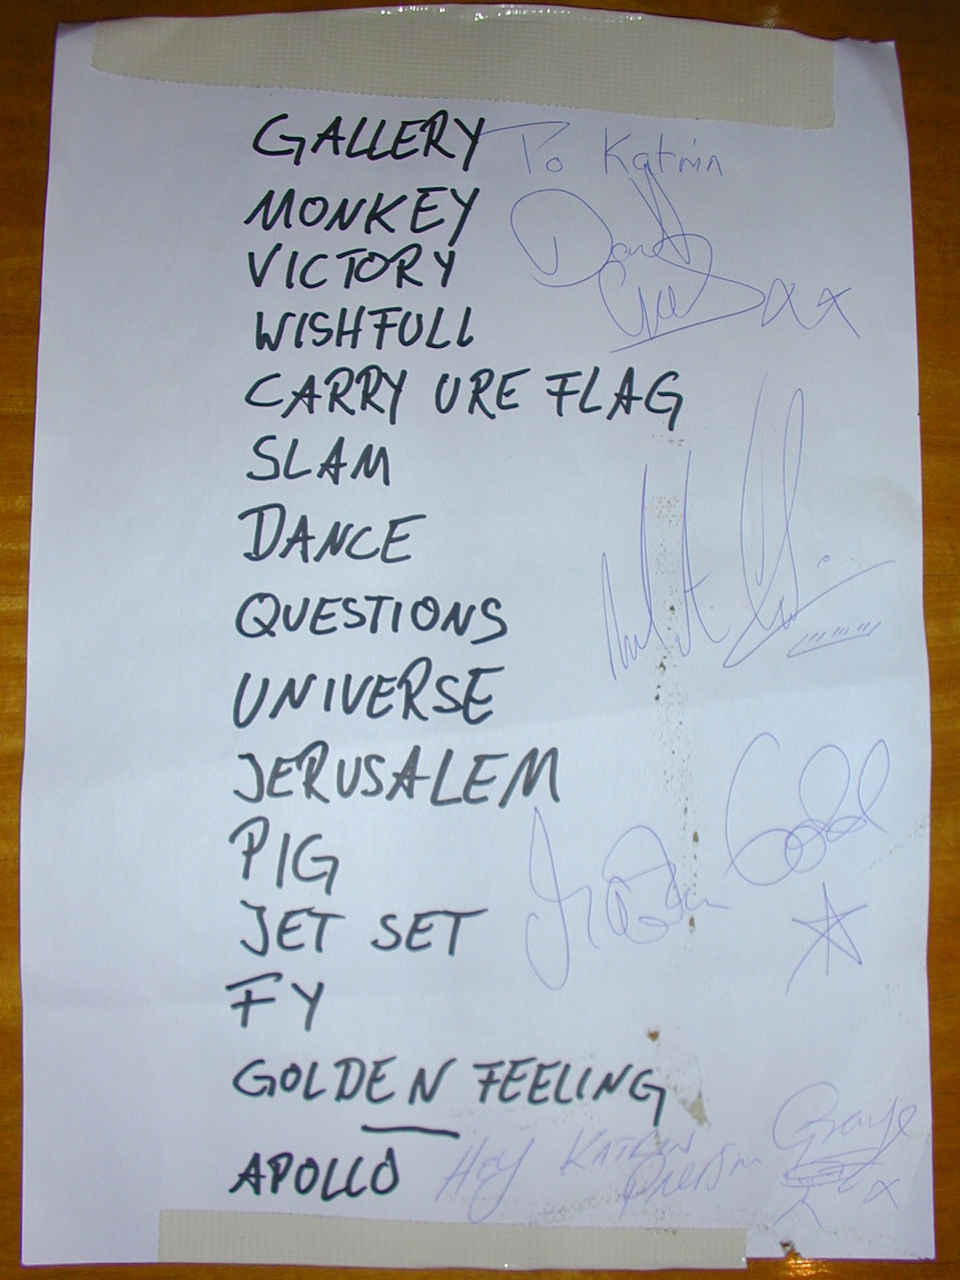 GALLERY
To Katrin
MONKEY
VICTORY
WISHFULL
CARRY URE FLAG
SLAM
DANCE
QUESTIONS
UNIVERSE
JERUSALEM
PIG
JET SET
FY
GOLDEN FEELING
APOLLO
HEY KATRIN